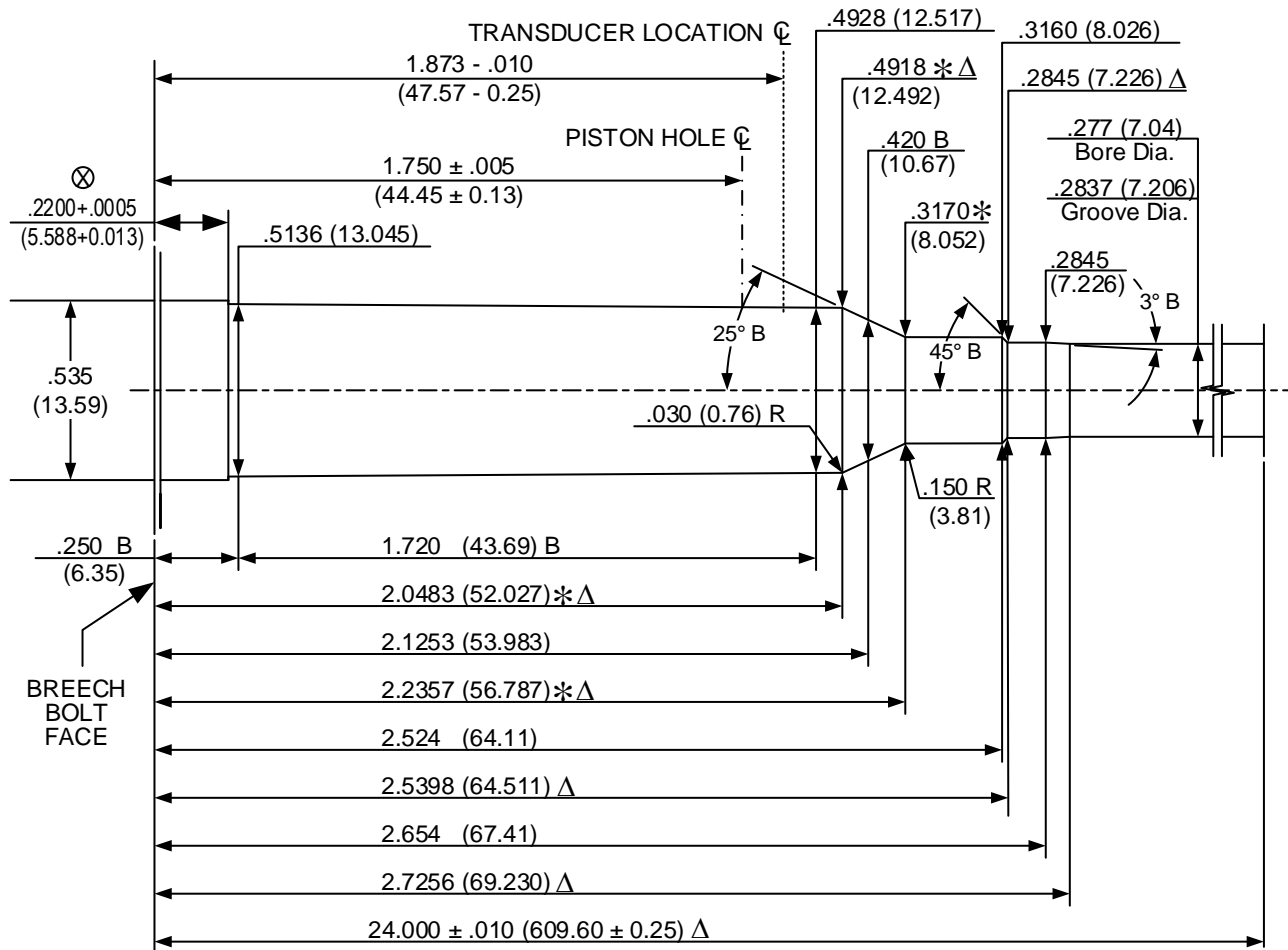 TRANSDUCER LOCATION ℄
.4928 (12.517)
.3160 (8.026)
1.873 - .010
(47.57 - 0.25)
.4918 ✻ Δ
(12.492)
.2845 (7.226) Δ
PISTON HOLE ℄
.420 B
(10.67)
.277 (7.04)
Bore Dia.
1.750 ± .005
(44.45 ± 0.13)
⊗
.2200+.0005
(5.588+0.013)
.2837 (7.206)
Groove Dia.
.3170✻
(8.052)
.5136 (13.045)
.2845
(7.226)
3° B
25° B
45° B
.535
(13.59)
.030 (0.76) R
.150 R
(3.81)
.250 B
(6.35)
1.720 (43.69) B
2.0483 (52.027)✻ Δ
2.1253 (53.983)
BREECH
BOLT
FACE
2.2357 (56.787)✻ Δ
2.524 (64.11)
2.5398 (64.511) Δ
2.654 (67.41)
2.7256 (69.230) Δ
24.000 ± .010 (609.60 ± 0.25) Δ